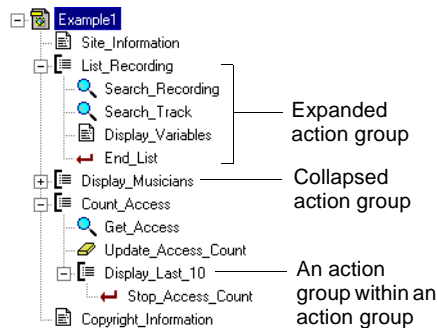 Example1
Site_Information
List_Recording
Search_Recording
Search_Track
Display_Variables
End_List
Expanded
action group
Display_Musicians
Collapsed
action group
Count_Access
Get_Access
Update_Access_Count
Display_Last_10
Stop_Access_Count
An action
group within an
action group
Copyright_Information